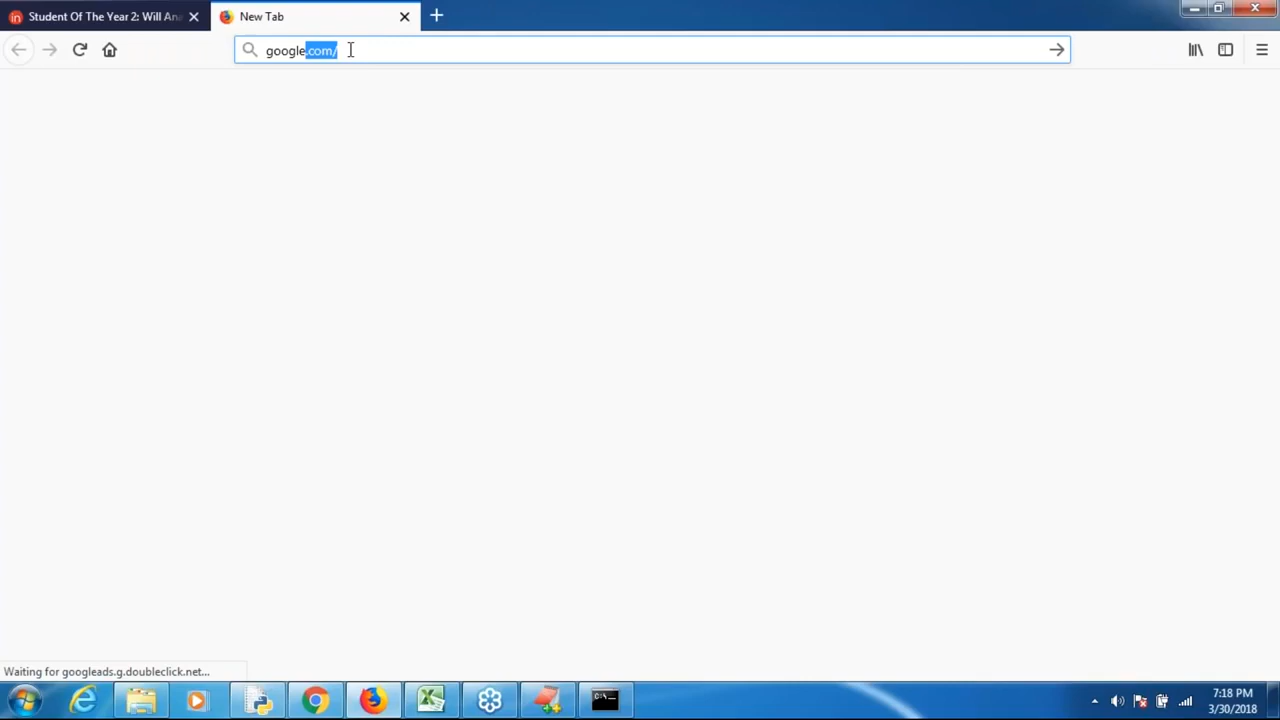 Student Of The Year 2: Will Ana
New Tab
google.com/
Waiting for googleads.g.doubleclick.net...
7:18 PM
3/30/2018